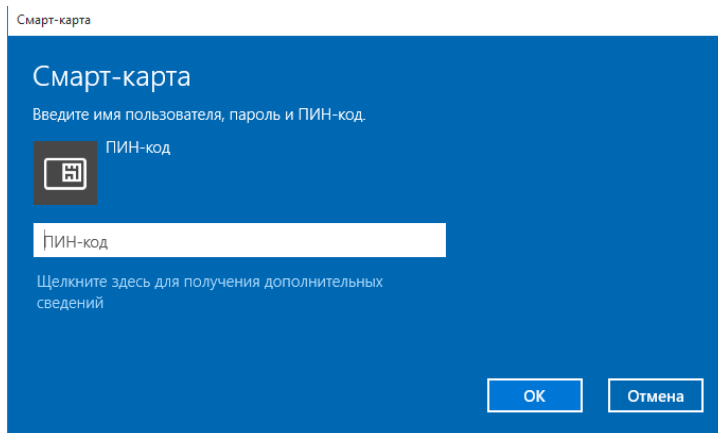 Смарт-карта
Смарт-карта
Введите имя пользователя, пароль и ПИН-код.
ПИН-код
ПИН-код
Щелкните здесь для получения дополнительных
сведений
ОК
Отмена